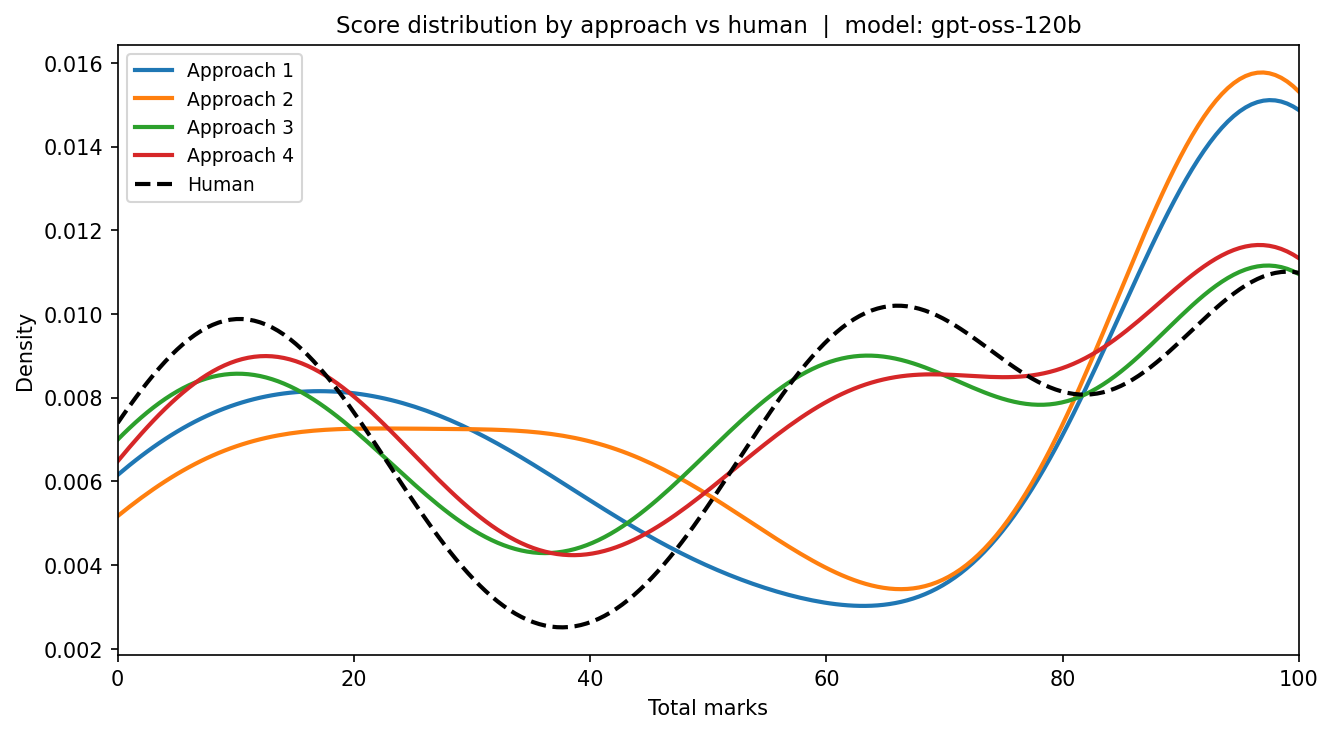 Score distribution by approach vs human | model: gpt-oss-120b
Approach 1
Approach 2
Approach 3
Approach 4
Human
Density
0.016
0.014
0.012
0.010
0.008
0.006
0.004
0.002
0 20 40 60 80 100
Total marks